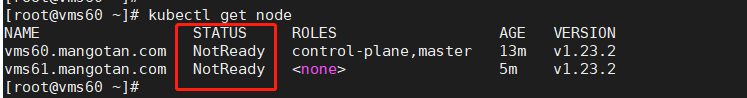 [root@vms60 ~]# kubectl get node
NAME STATUS ROLES AGE VERSION
vms60.mangotan.com NotReady control-plane,master 13m v1.23.2
vms61.mangotan.com NotReady <none> 5m v1.23.2
[root@vms60 ~]#